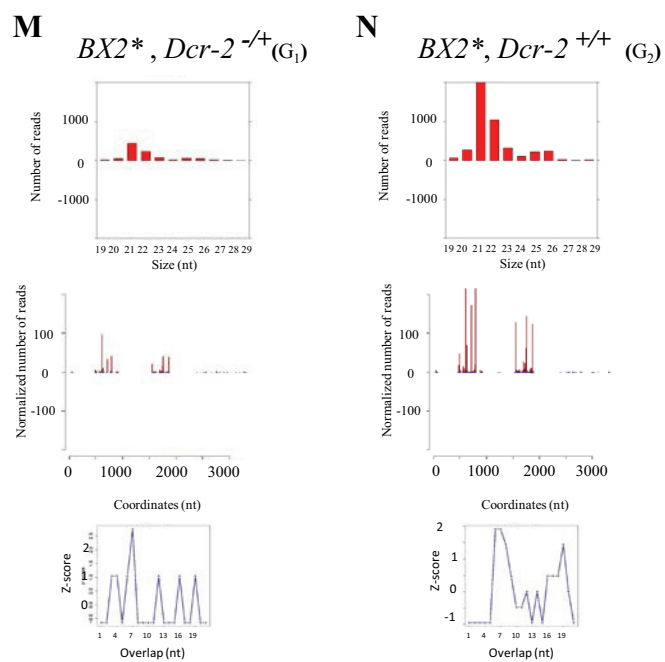 M
BX2* , Dcr-2 -/+ (G1)
Number of reads
1000
0
-1000
19 20 21 22 23 24 25 26 27 28 29
Size (nt)
Normalized number of reads
100
0
-100
0 1000 2000 3000
Coordinates (nt)
Z-score
2
1
0
1 4 7 10 13 16 19
Overlap (nt)
N
BX2* , Dcr-2 +/+ (G2)
Number of reads
1000
0
-1000
19 20 21 22 23 24 25 26 27 28 29
Size (nt)
Normalized number of reads
100
0
-100
0 1000 2000 3000
Coordinates (nt)
Z-score
2
1
0
-1
1 4 7 10 13 16 19
Overlap (nt)